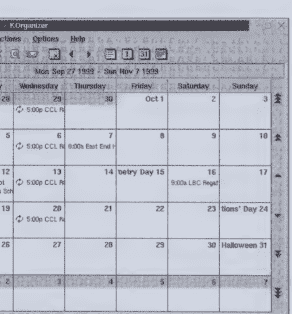 - KOrganizer
ctions Options Help
Mon Sep 27 1999 - Sun Nov 7 1999
y Wednesday Thursday Friday Saturday Sunday
28 29 30 Oct 1 2 3
5:00p CCL R
5 6 7 8 9 10
5:00p CCL R 8:00s East End H
12 13 14 oetry Day 15 16 17
5:00p CCL R 9:00s LBC Regat
s Sch
19 20 21 22 23 tions' Day 24
5:00p CCL R
26 27 28 29 30 Halloween 31
2 3 4 5 6 7